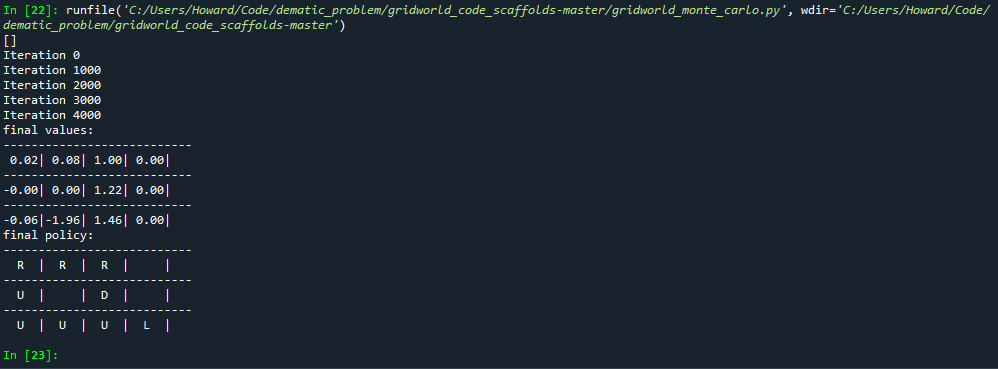 In [22]: runfile('C:/Users/Howard/Code/dematic_problem/gridworld_code_scaffolds-master/gridworld_monte_carlo.py', wdir='C:/Users/Howard/Code/
dematic_problem/gridworld_code_scaffolds-master')
[]
Iteration 0
Iteration 1000
Iteration 2000
Iteration 3000
Iteration 4000
final values:
---------------------------
 0.02| 0.08| 1.00| 0.00|
---------------------------
-0.00| 0.00| 1.22| 0.00|
---------------------------
-0.06|-1.96| 1.46| 0.00|
final policy:
---------------------------
  R  |  R  |  R  |     |
---------------------------
  U  |     |  D  |     |
---------------------------
  U  |  U  |  U  |  L  |
In [23]: